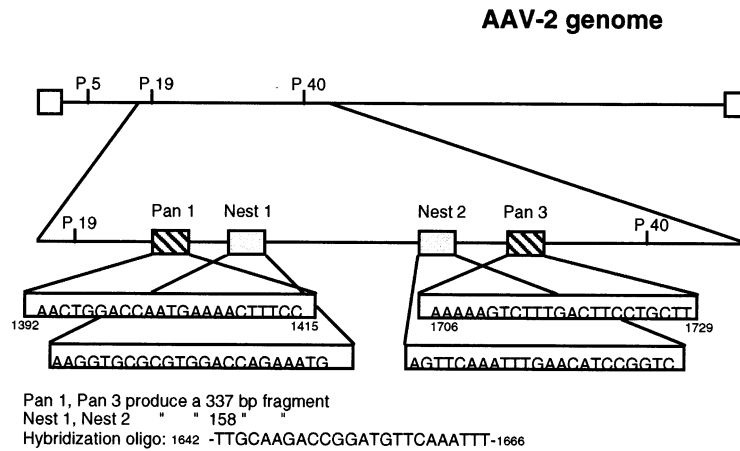 AAV-2 genome
P 5 P 19 P 40
P 19 Pan 1 Nest 1 Nest 2 Pan 3 P 40
AACTGGACCAATGAAAACTTTCC AAAAAGTCTTTGACTTCCTGCTT
1392 1415 1706 1729
AAGGTGCGCGTGGACCAGAAATG AGTTCAAATTTGAACATCCGGTC
Pan 1, Pan 3 produce a 337 bp fragment
Nest 1, Nest 2 " " 158 " "
Hybridization oligo: 1642 -TTGCAAGACCGGATGTTCAAATTT-1666